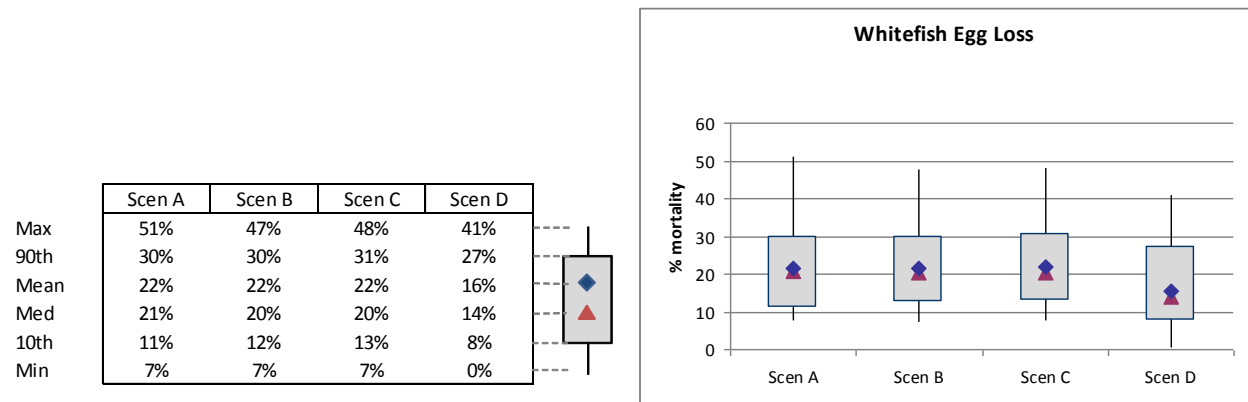 Scen A Scen B Scen C Scen D
Max 51% 47% 48% 41%
90th 30% 30% 31% 27%
Mean 22% 22% 22% 16%
Med 21% 20% 20% 14%
10th 11% 12% 13% 8%
Min 7% 7% 7% 0%
Whitefish Egg Loss
% mortality
60
50
40
30
20
10
0
Scen A Scen B Scen C Scen D